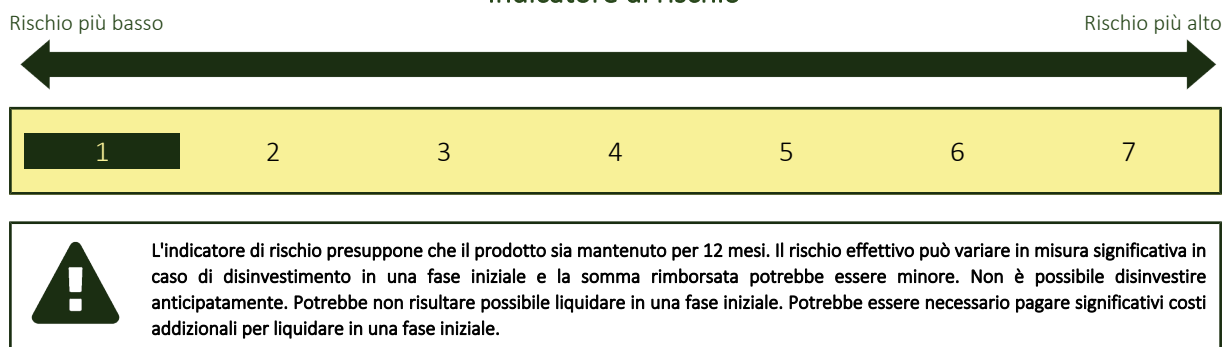 Indicatore di rischio
Rischio più basso Rischio più alto
1 2 3 4 5 6 7
L'indicatore di rischio presuppone che il prodotto sia mantenuto per 12 mesi. Il rischio effettivo può variare in misura significativa in
caso di disinvestimento in una fase iniziale e la somma rimborsata potrebbe essere minore. Non è possibile disinvestire
anticipatamente. Potrebbe non risultare possibile liquidare in una fase iniziale. Potrebbe essere necessario pagare significativi costi
addizionali per liquidare in una fase iniziale.